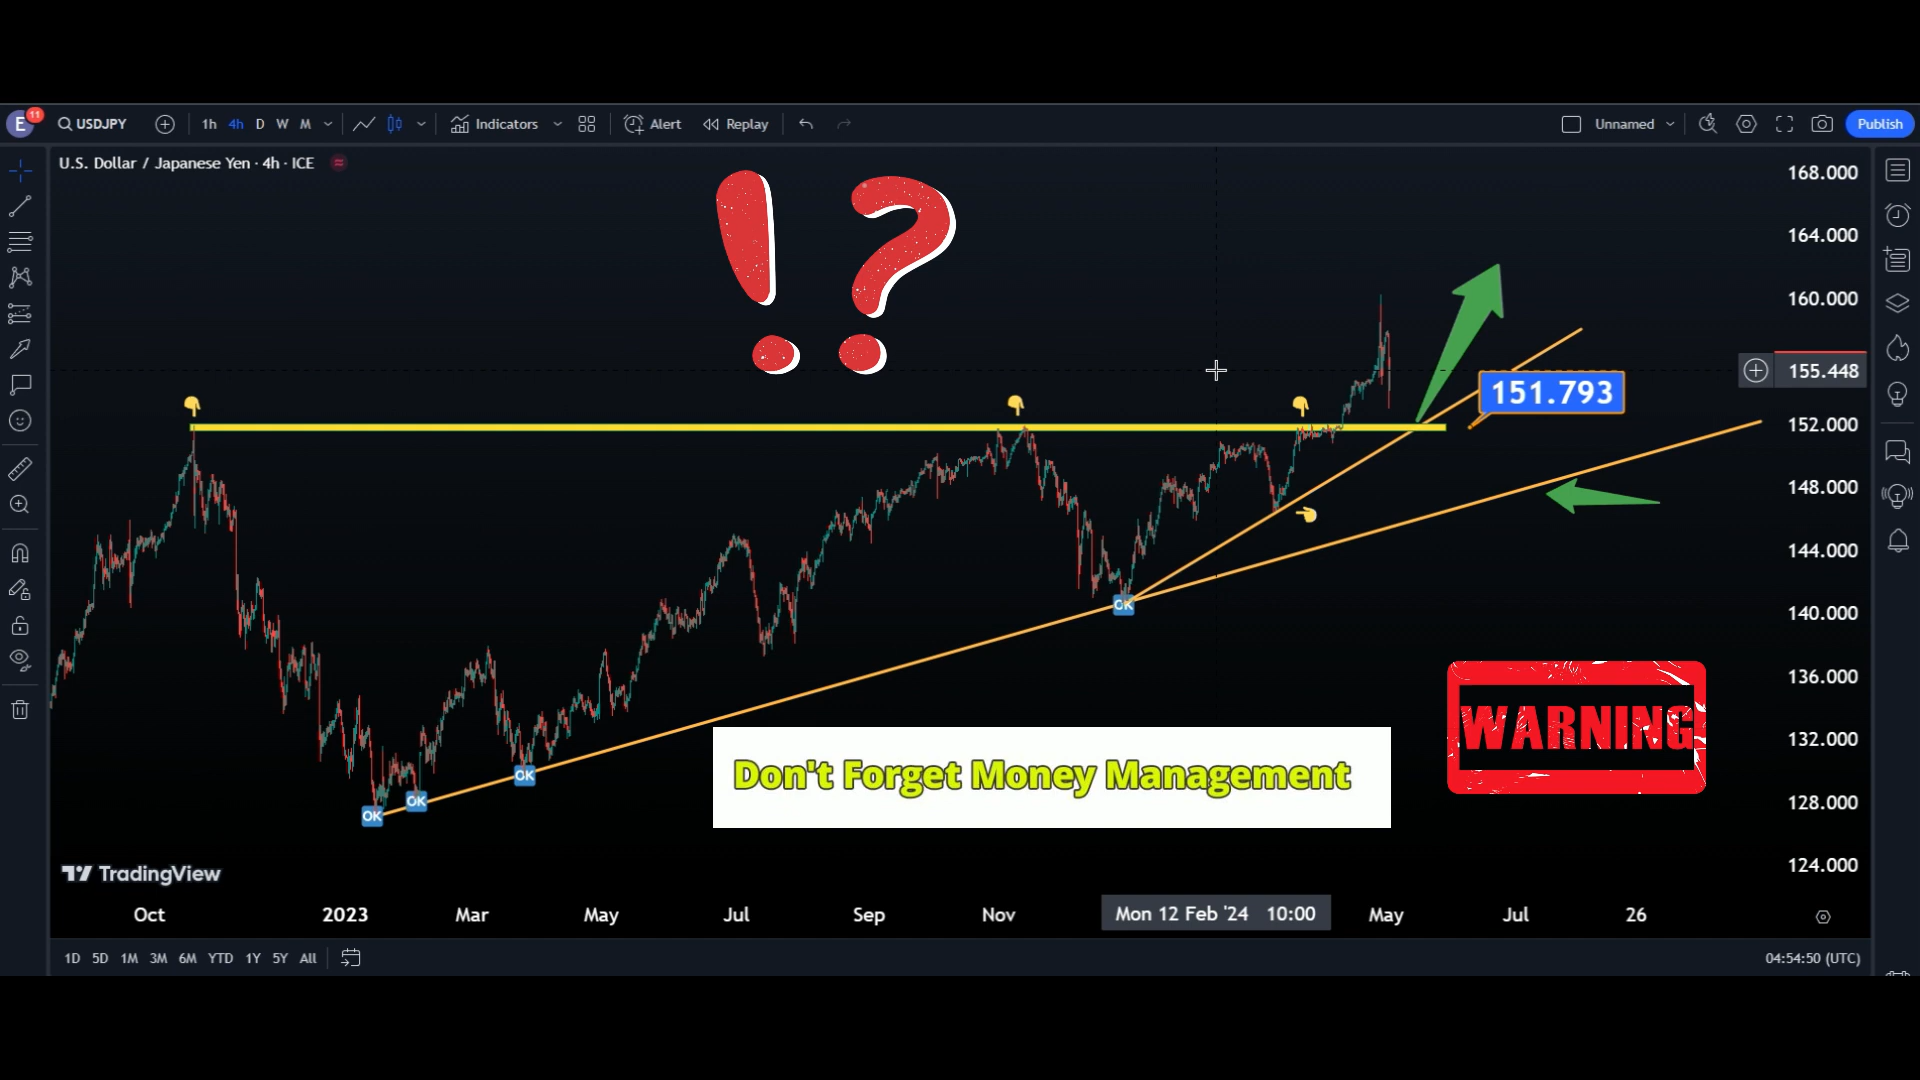 E 11 USDJPY 1h 4h D W M Indicators Alert Replay Unnamed Publish
U.S. Dollar / Japanese Yen · 4h · ICE
168.000
164.000
! ?
160.000
155.448
151.793
152.000
148.000
144.000
OK
140.000
136.000
WARNING
132.000
Don't Forget Money Management
OK
OK
OK
128.000
124.000
TradingView
Oct 2023 Mar May Jul Sep Nov Mon 12 Feb '24 10:00 May Jul 26
1D 5D 1M 3M 6M YTD 1Y 5Y All 04:54:50 (UTC)